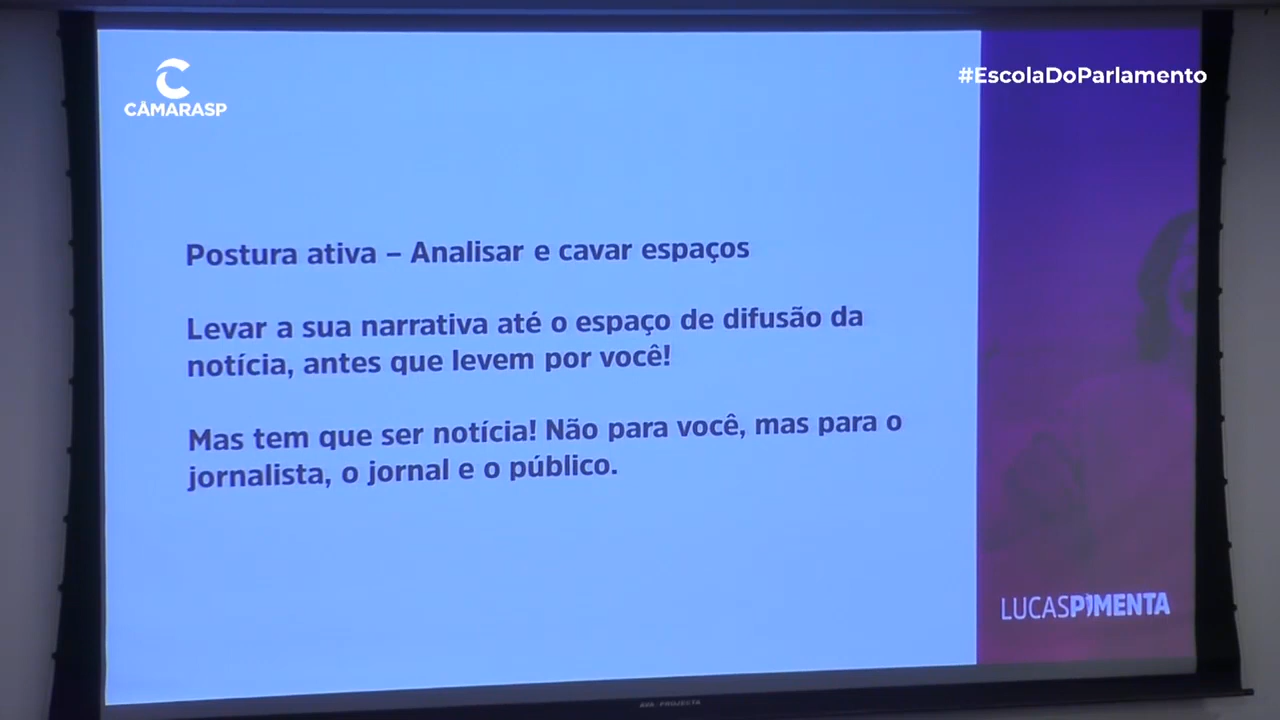 CÂMARASP
#EscolaDoParlamento
Postura ativa – Analisar e cavar espaços
Levar a sua narrativa até o espaço de difusão da
notícia, antes que levem por você!
Mas tem que ser notícia! Não para você, mas para o
jornalista, o jornal e o público.
LUCASPIMENTA